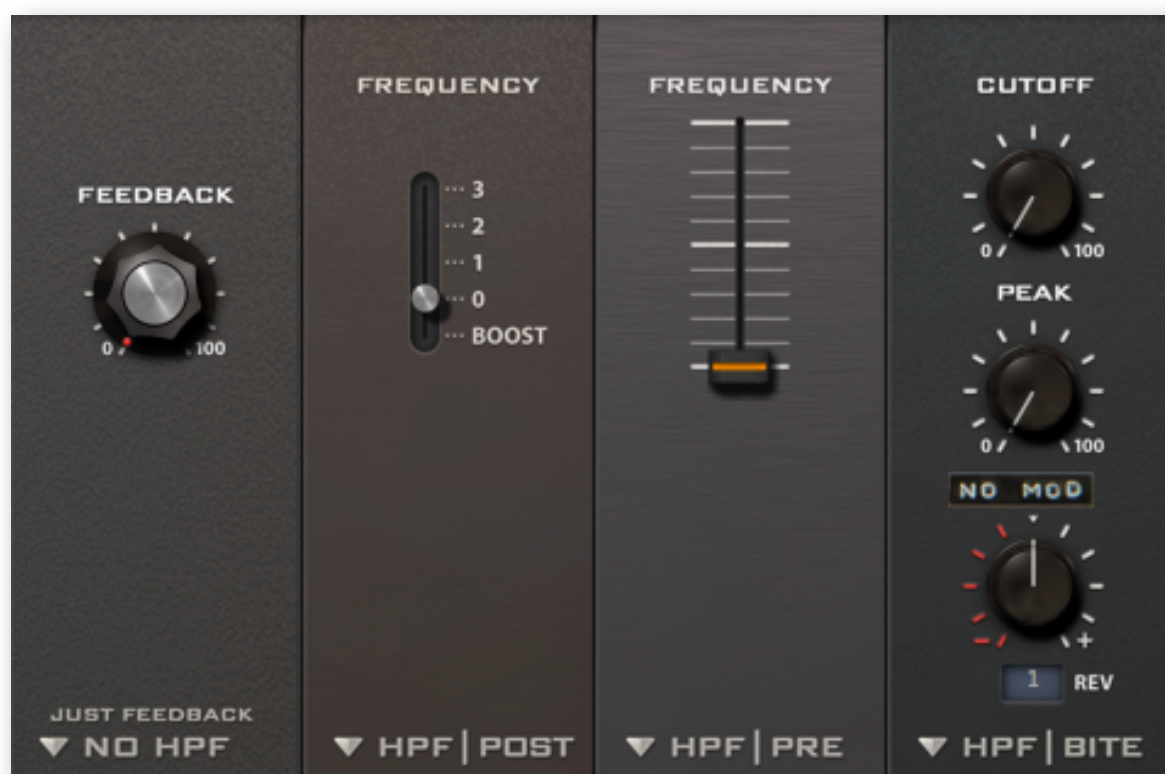 FEEDBACK
0 100
JUST FEEDBACK
NO HPF
FREQUENCY
3
2
1
0
BOOST
HPF|POST
FREQUENCY
HPF|PRE
CUTOFF
0 100
PEAK
0 100
NO MOD
- +
1 REV
HPF|BITE